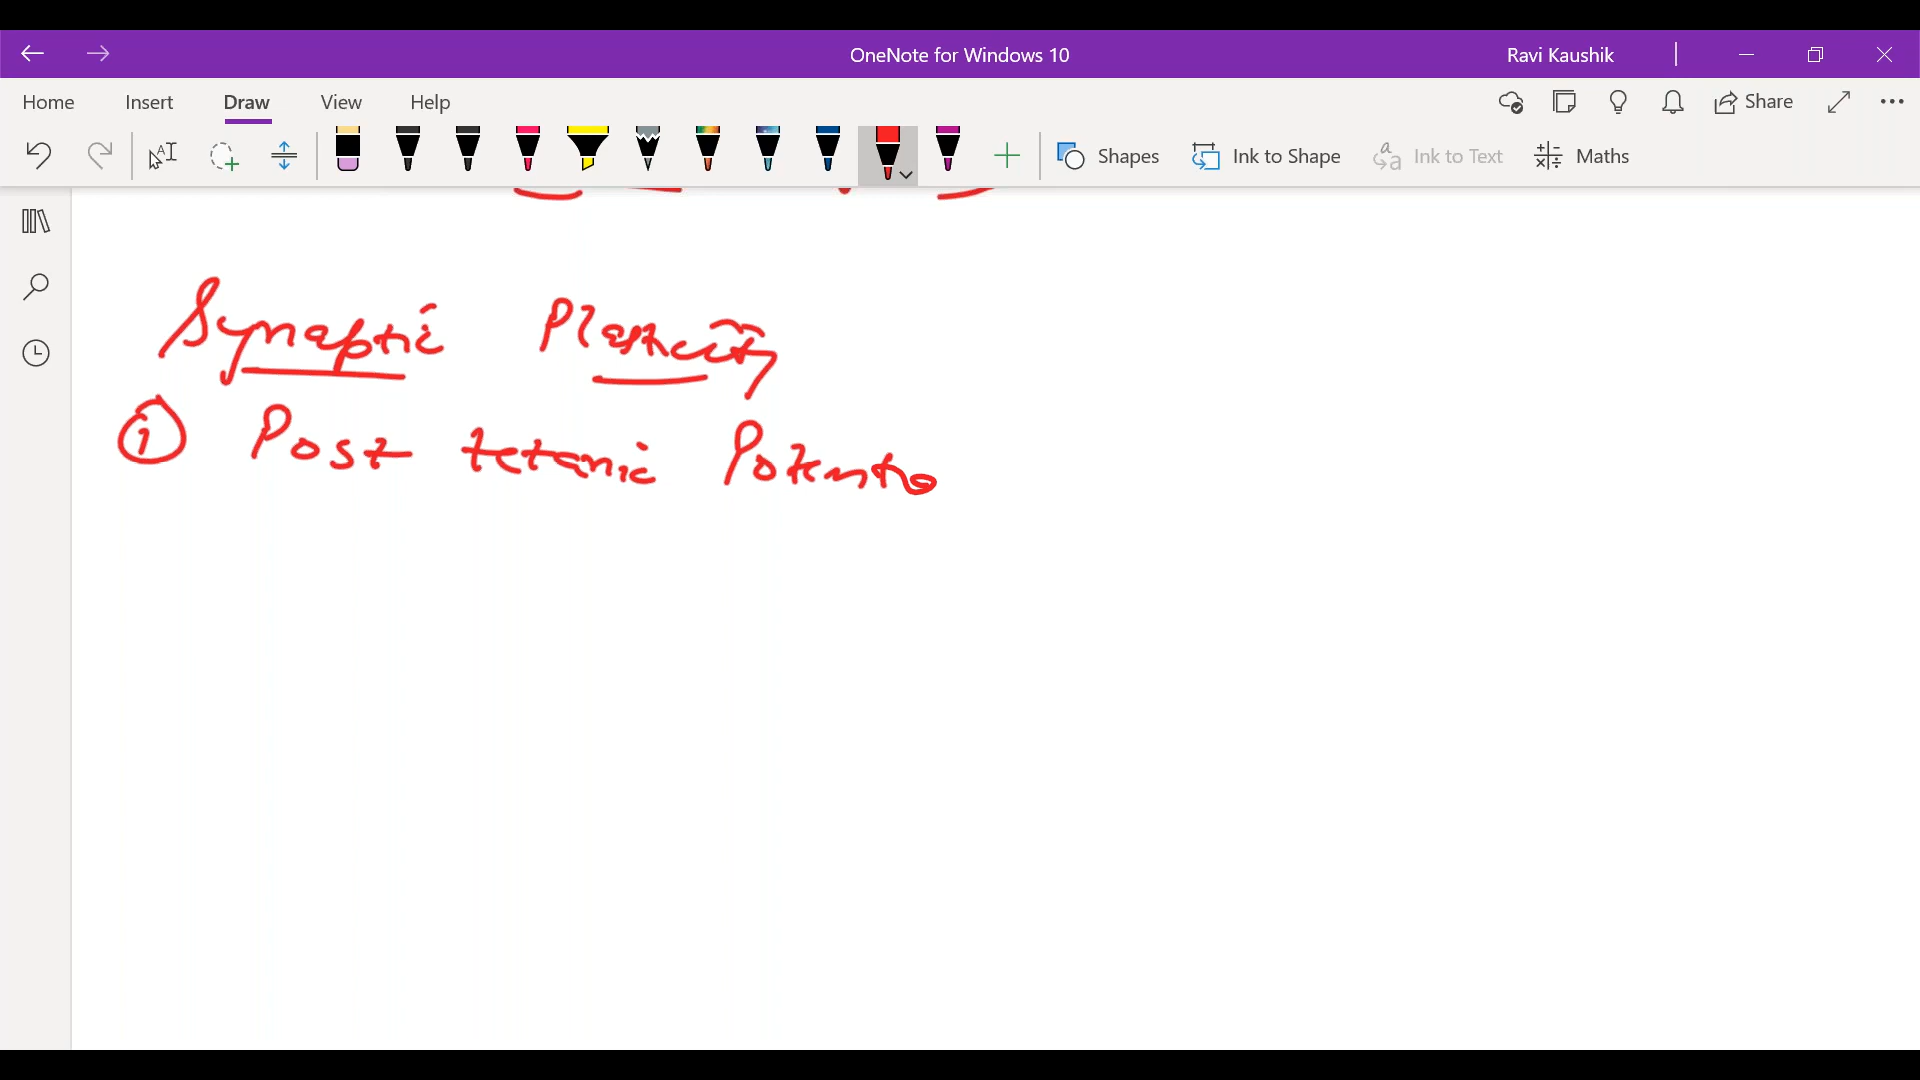 OneNote for Windows 10 Ravi Kaushik
Home Insert Draw View Help Share
Shapes Ink to Shape Ink to Text Maths
Synaptic Plasticity
① Post tetanic